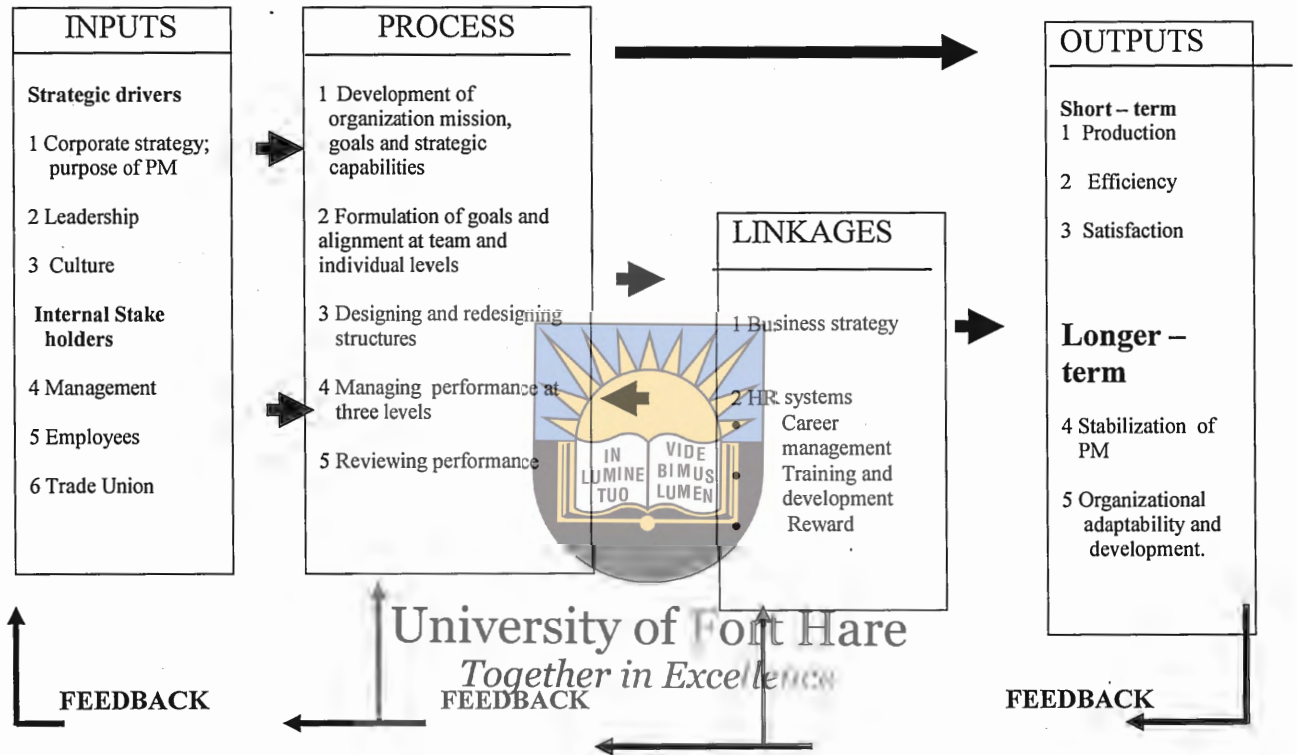 INPUTS
Strategic drivers
1 Corporate strategy;
purpose of PM
2 Leadership
3 Culture
Internal Stake
holders
4 Management
5 Employees
6 Trade Union
PROCESS
1 Development of
organization mission,
goals and strategic
capabilities
2 Formulation of goals and
alignment at team and
individual levels
3 Designing and redesigning
structures
4 Managing performance at
three levels
5 Reviewing performance
LINKAGES
1 Business strategy
2 HR systems
• Career
management
• Training and
development
• Reward
OUTPUTS
Short – term
1 Production
2 Efficiency
3 Satisfaction
Longer –
term
4 Stabilization of
PM
5 Organizational
adaptability and
development.
IN
LUMINE
TUO
VIDE
BIMUS
LUMEN
University of Fort Hare
Together in Excellence
FEEDBACK
FEEDBACK
FEEDBACK